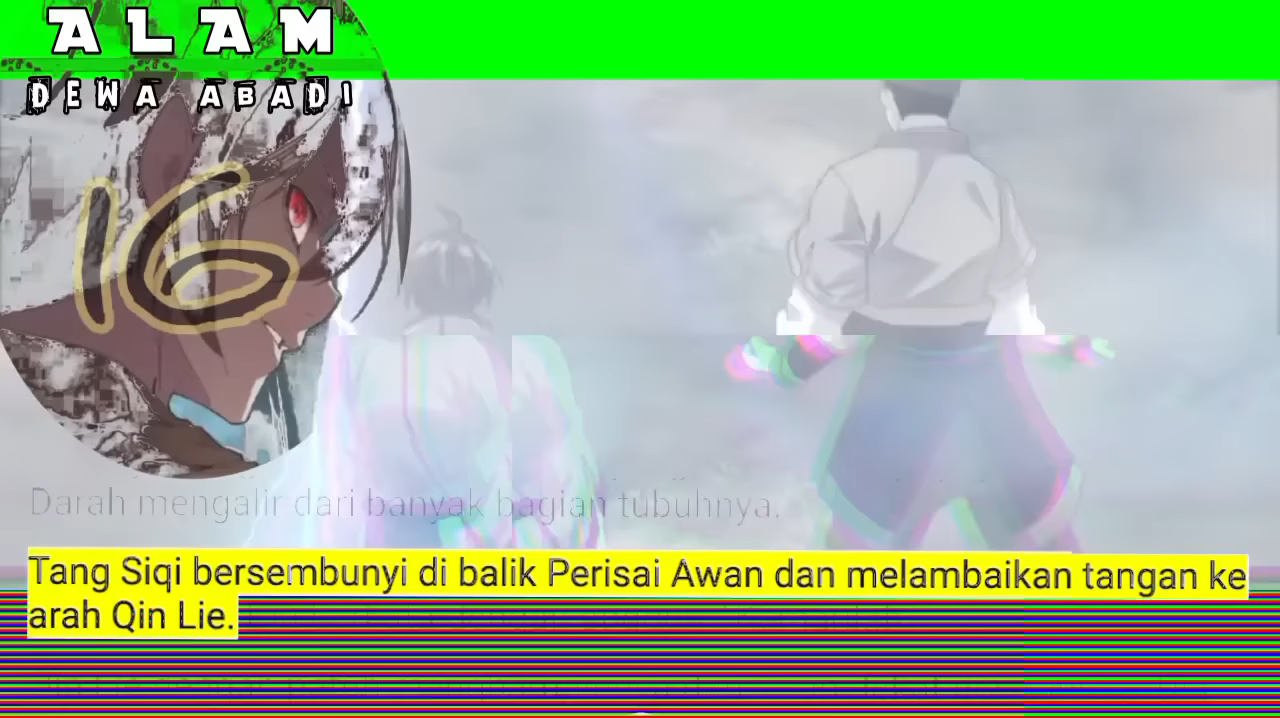 ALAM
DEWA ABADI
16
Darah mengalir dari banyak bagian tubuhnya.
Tang Siqi bersembunyi di balik Perisai Awan dan melambaikan tangan ke
arah Qin Lie.